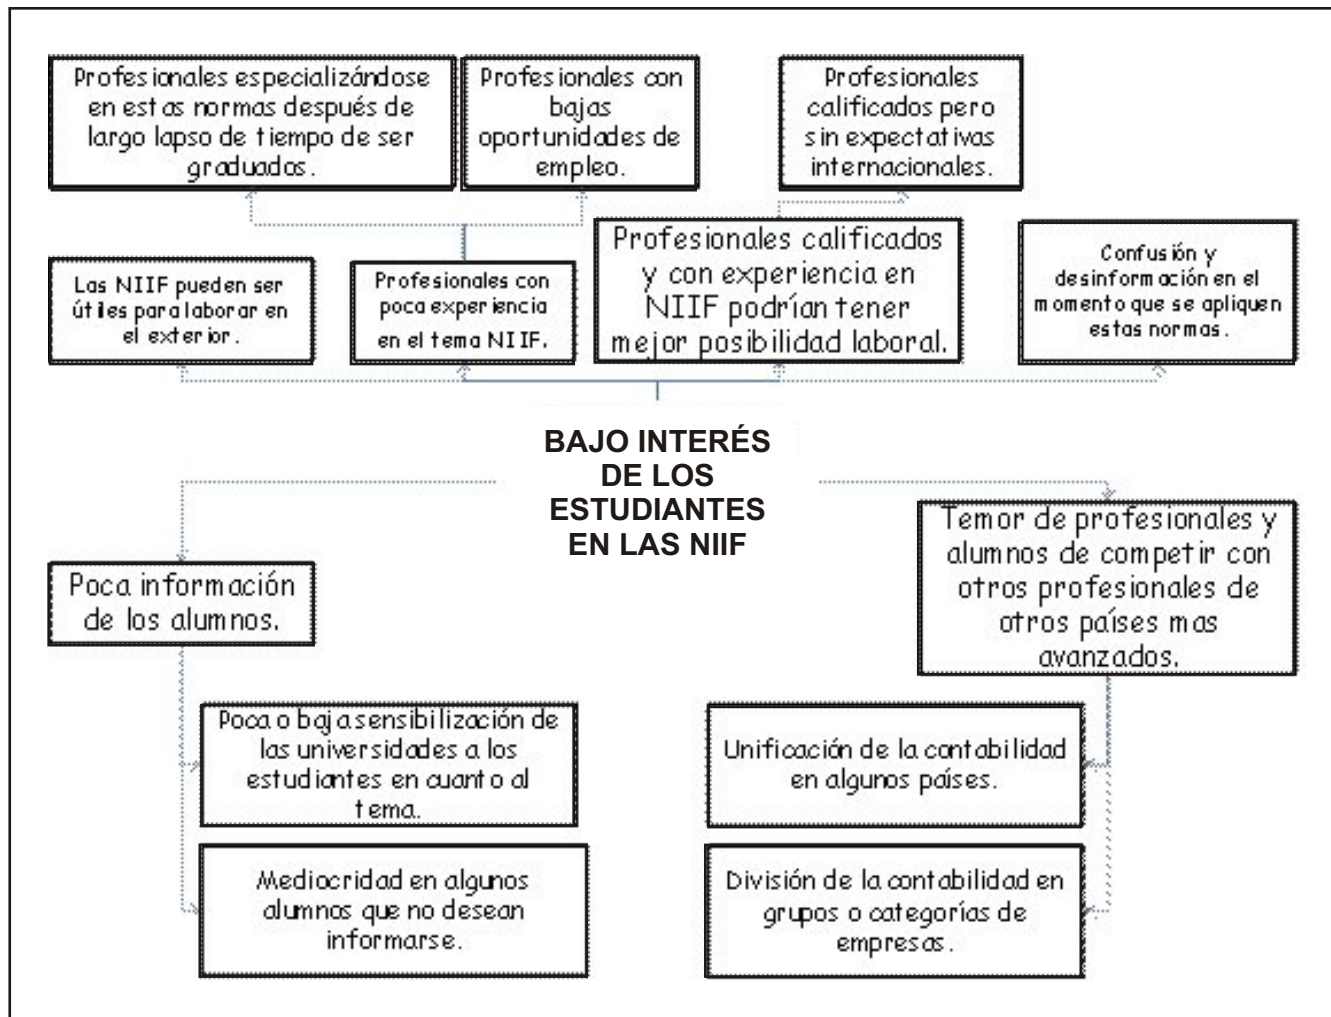 Profesionales especializándose
en estas normas después de
largo lapso de tiempo de ser
graduados.
Profesionales con
bajas
oportunidades de
empleo.
Profesionales
calificados pero
sin expectativas
internacionales.
Las NIIF pueden ser
útiles para laborar en
el exterior.
Profesionales con
poca experiencia
en el tema NIIF.
Profesionales calificados
y con experiencia en
NIIF podrían tener
mejor posibilidad laboral.
Confusión y
desinformación en el
momento que se apliquen
estas normas.
BAJO INTERÉS
DE LOS
ESTUDIANTES
EN LAS NIIF
Poca información
de los alumnos.
Temor de profesionales y
alumnos de competir con
otros profesionales de
otros países mas
avanzados.
Poca o baja sensibilización de
las universidades a los
estudiantes en cuanto al
tema.
Unificación de la contabilidad
en algunos países.
Mediocridad en algunos
alumnos que no desean
informarse.
División de la contabilidad en
grupos o categorías de
empresas.